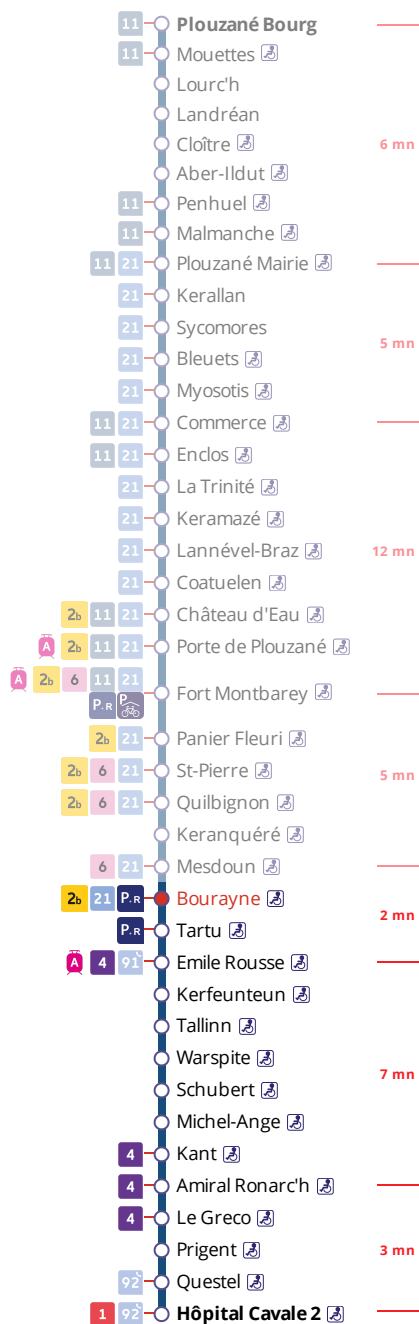 11 Plouzané Bourg
11 Mouettes
Lourc'h
Landréan
Cloître
6 mn
Aber-Ildut
11 Penhuel
11 Malmanche
11 21 Plouzané Mairie
21 Kerallan
21 Sycomores
5 mn
21 Bleuets
21 Myosotis
11 21 Commerce
11 21 Enclos
21 La Trinité
21 Keramazé
21 Lannével-Braz
12 mn
21 Coatuelen
2b 11 21 Château d'Eau
A 2b 11 21 Porte de Plouzané
A 2b 6 11 21
P+R P Fort Montbarey
2b 21 Panier Fleuri
2b 6 21 St-Pierre
5 mn
2b 6 21 Quilbignon
Keranquéré
6 21 Mesdoun
2b 21 P+R Bourayne
2 mn
P+R Tartu
A 4 91 Emile Rousse
Kerfeunteun
Tallinn
Warspite
7 mn
Schubert
Michel-Ange
4 Kant
4 Amiral Ronarc'h
4 Le Greco
Prigent
3 mn
92 Questel
1 92 Hôpital Cavale 2